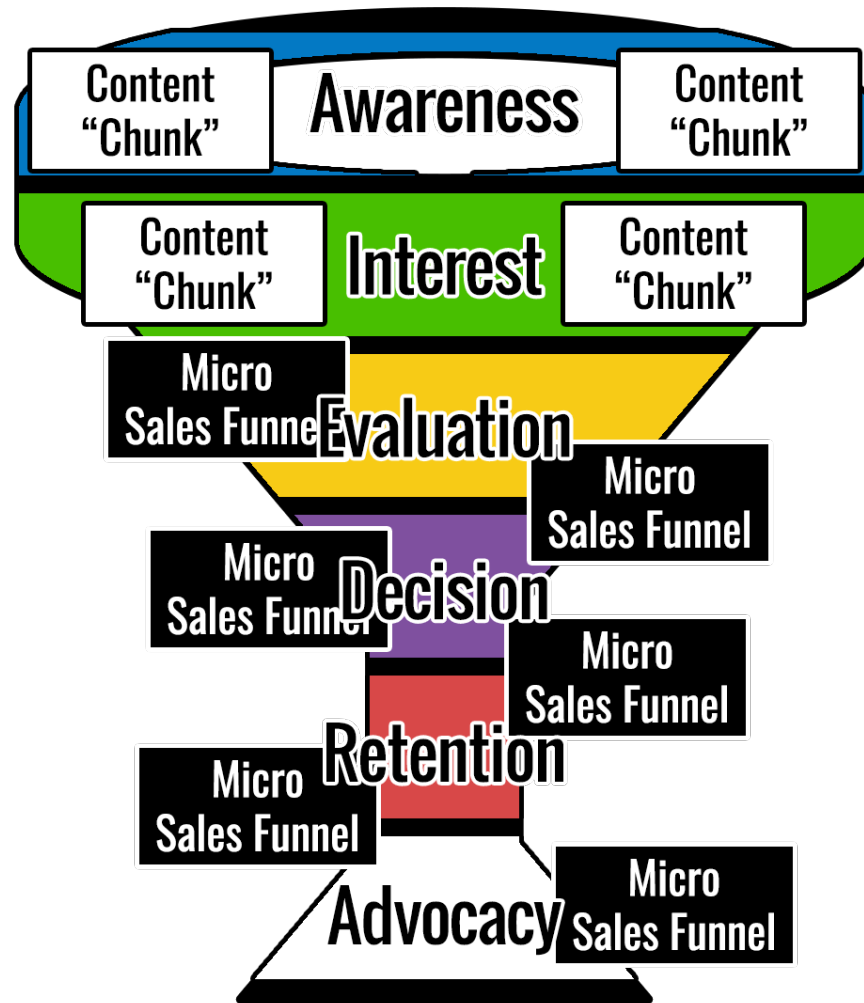 Content
“Chunk”
Awareness
Content
“Chunk”
Content
“Chunk”
Interest
Content
“Chunk”
Micro
Sales Funnel
Evaluation
Micro
Sales Funnel
Micro
Sales Funnel
Decision
Micro
Sales Funnel
Retention
Micro
Sales Funnel
Advocacy
Micro
Sales Funnel